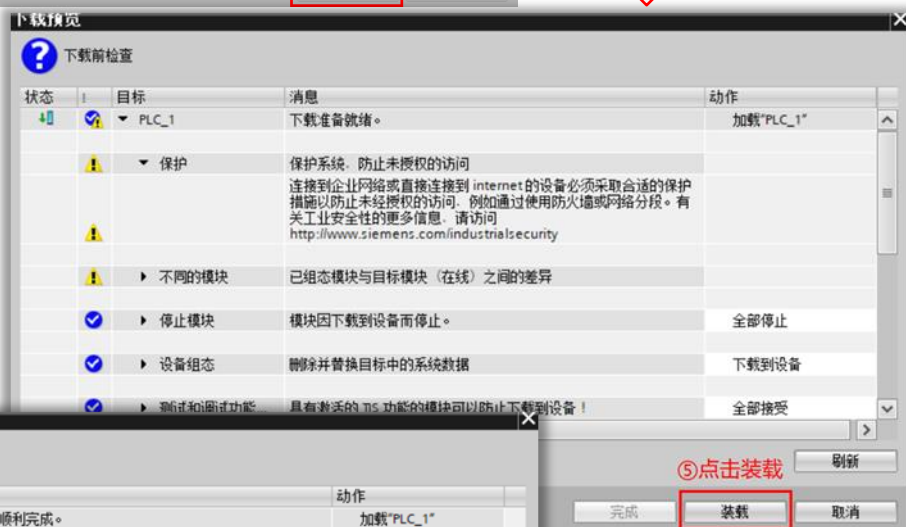 下载预览
下载前检查
状态 ! 目标 消息 动作
PLC_1 下载准备就绪。 加载"PLC_1"
保护 保护系统，防止未授权的访问
连接到企业网络或直接连接到 internet 的设备必须采取合适的保护
措施以防止未经授权的访问，例如通过使用防火墙或网络分段。有
关工业安全性的更多信息，请访问
http://www.siemens.com/industrialsecurity
不同的模块 已组态模块与目标模块（在线）之间的差异
停止模块 模块因下载到设备而停止。 全部停止
设备组态 删除并替换目标中的系统数据 下载到设备
测试和调试功能... 具有激活的 TIS 功能的模块可以防止下载到设备！ 全部接受
⑤点击装载 刷新
完成 装载 取消
动作
顺利完成。 加载"PLC_1"